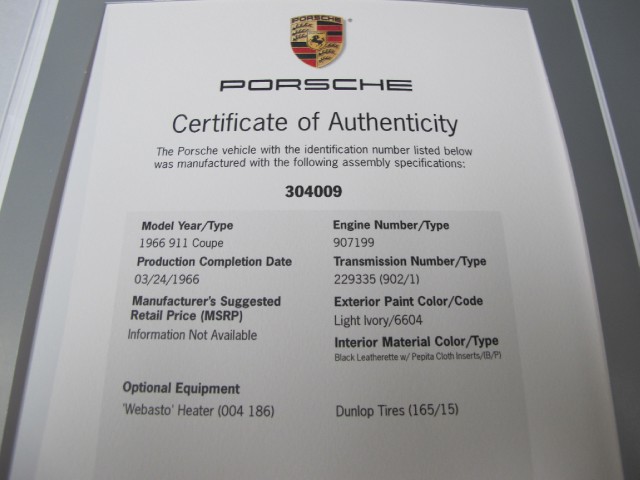 PORSCHE
PORSCHE
Certificate of Authenticity
The Porsche vehicle with the identification number listed below
was manufactured with the following assembly specifications:
304009
Model Year/Type
1966 911 Coupe
Production Completion Date
03/24/1966
Manufacturer's Suggested
Retail Price (MSRP)
Information Not Available
Engine Number/Type
907199
Transmission Number/Type
229335 (902/1)
Exterior Paint Color/Code
Light Ivory/6604
Interior Material Color/Type
Black Leatherette w/ Pepita Cloth Inserts/(B/P)
Optional Equipment
'Webasto' Heater (004 186)
Dunlop Tires (165/15)